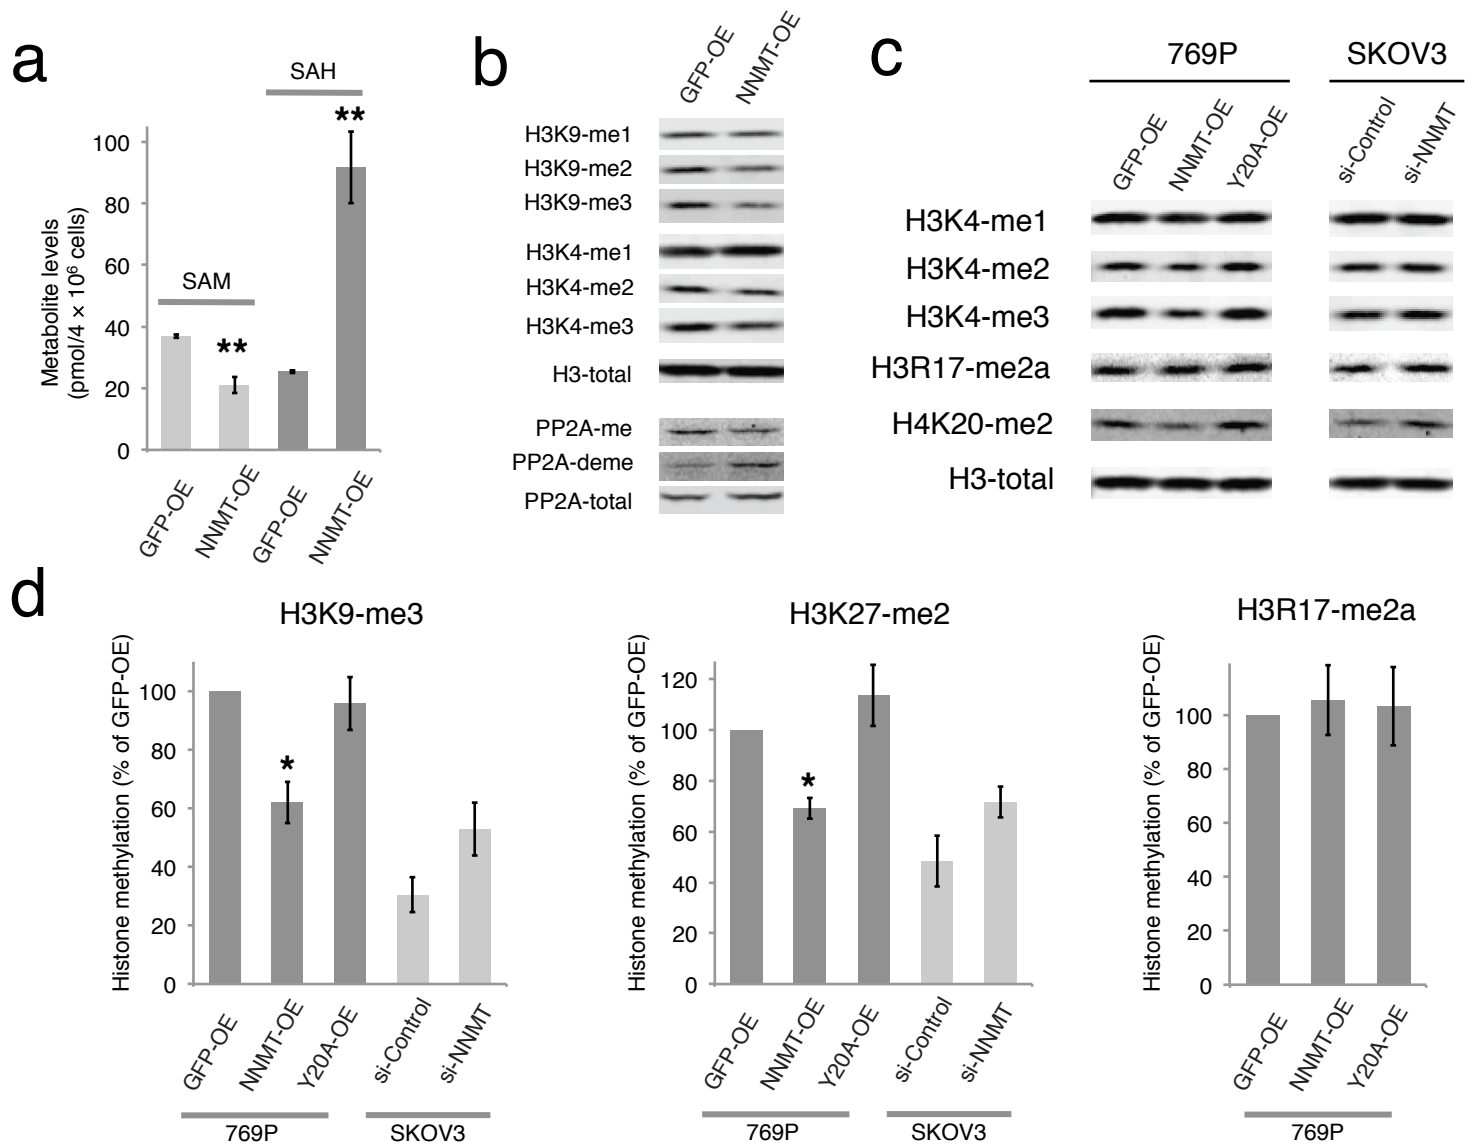 a
SAH
**
100
80
60
40
20
0
Metabolite levels
(pmol/4 × 10⁶ cells)
SAM
**
GFP-OE
NNMT-OE
GFP-OE
NNMT-OE
b
GFP-OE
NNMT-OE
H3K9-me1
H3K9-me2
H3K9-me3
H3K4-me1
H3K4-me2
H3K4-me3
H3-total
PP2A-me
PP2A-deme
PP2A-total
c
769P
SKOV3
GFP-OE
NNMT-OE
Y20A-OE
si-Control
si-NNMT
H3K4-me1
H3K4-me2
H3K4-me3
H3R17-me2a
H4K20-me2
H3-total
d
H3K9-me3
Histone methylation (% of GFP-OE)
100
80
60
40
20
0
*
GFP-OE
NNMT-OE
Y20A-OE
si-Control
si-NNMT
769P
SKOV3
H3K27-me2
Histone methylation (% of GFP-OE)
120
100
80
60
40
20
0
*
GFP-OE
NNMT-OE
Y20A-OE
si-Control
si-NNMT
769P
SKOV3
H3R17-me2a
Histone methylation (% of GFP-OE)
100
80
60
40
20
0
GFP-OE
NNMT-OE
Y20A-OE
769P